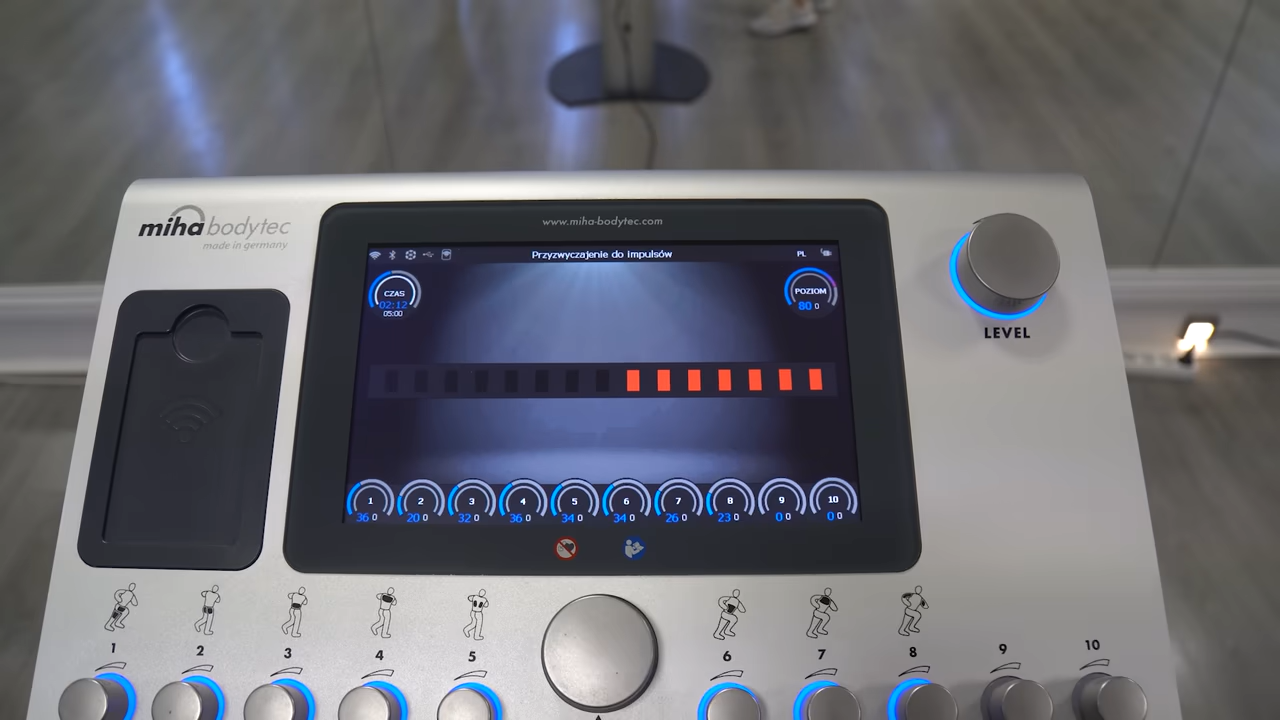 www.miha-bodytec.com
miha bodytec
made in germany
Przyzwyczajenie do impulsów
PL
CZAS
02:12
05:00
POZIOM
80 0
LEVEL
1 2 3 4 5 6 7 8 9 10
36 0 20 0 32 0 36 0 34 0 34 0 26 0 23 0 0 0 0 0
1 2 3 4 5 6 7 8 9 10